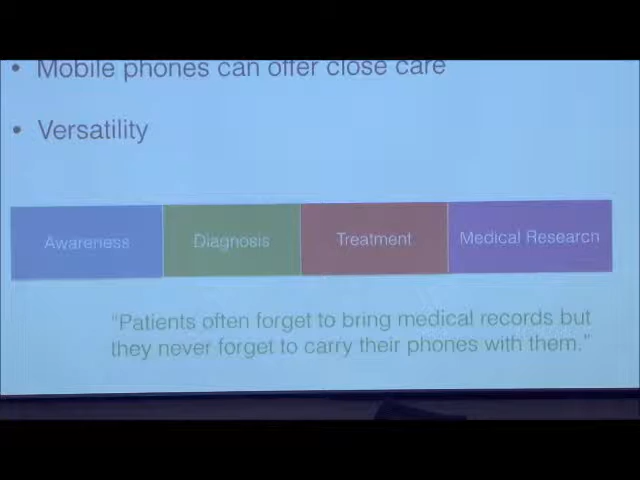 • Mobile phones can offer close care
• Versatility
Awareness Diagnosis Treatment Medical Research
"Patients often forget to bring medical records but
they never forget to carry their phones with them."